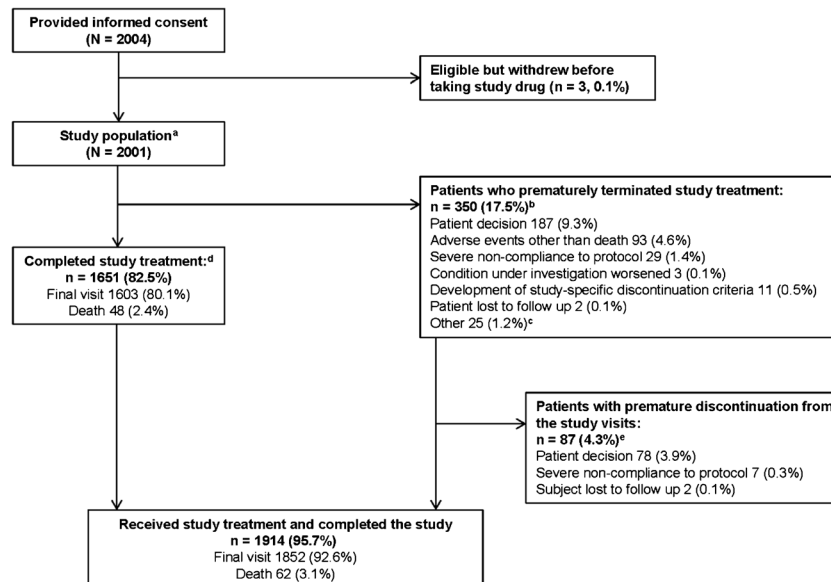 Provided informed consent
(N = 2004)
Eligible but withdrew before
taking study drug (n = 3, 0.1%)
Study populationᵃ
(N = 2001)
Patients who prematurely terminated study treatment:
n = 350 (17.5%)ᵇ
Patient decision 187 (9.3%)
Adverse events other than death 93 (4.6%)
Severe non-compliance to protocol 29 (1.4%)
Condition under investigation worsened 3 (0.1%)
Development of study-specific discontinuation criteria 11 (0.5%)
Patient lost to follow up 2 (0.1%)
Other 25 (1.2%)ᶜ
Completed study treatment:ᵈ
n = 1651 (82.5%)
Final visit 1603 (80.1%)
Death 48 (2.4%)
Patients with premature discontinuation from
the study visits:
n = 87 (4.3%)ᵉ
Patient decision 78 (3.9%)
Severe non-compliance to protocol 7 (0.3%)
Subject lost to follow up 2 (0.1%)
Received study treatment and completed the study
n = 1914 (95.7%)
Final visit 1852 (92.6%)
Death 62 (3.1%)